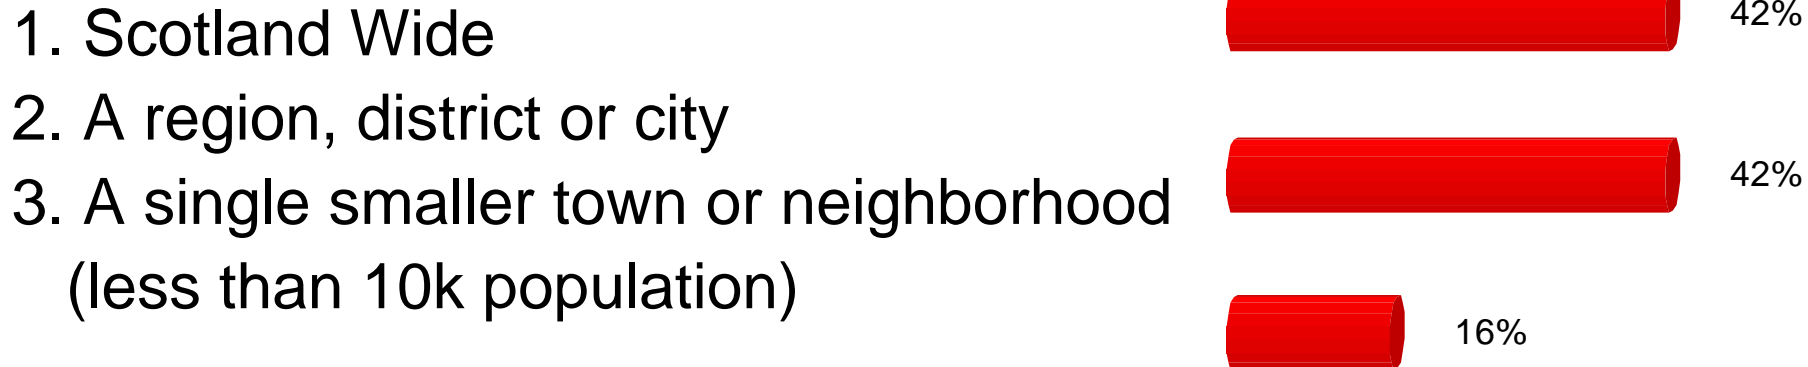 1. Scotland Wide
42%
2. A region, district or city
42%
3. A single smaller town or neighborhood
(less than 10k population)
16%